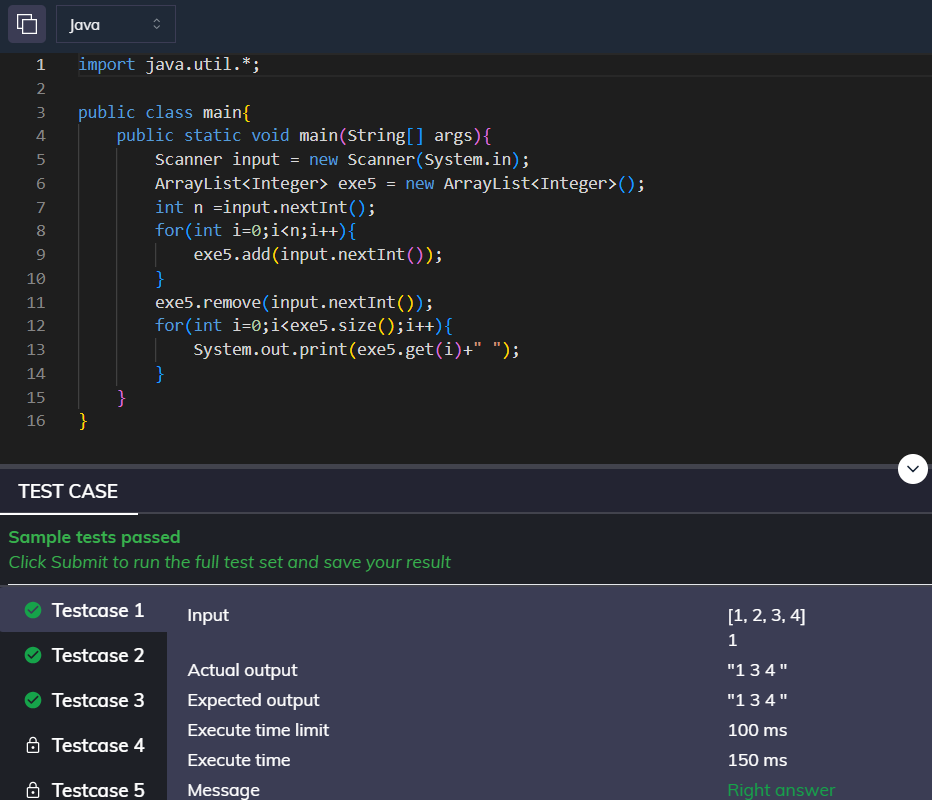 Java
1 import java.util.*;
2
3 public class main{
4     public static void main(String[] args){
5         Scanner input = new Scanner(System.in);
6         ArrayList<Integer> exe5 = new ArrayList<Integer>();
7         int n =input.nextInt();
8         for(int i=0;i<n;i++){
9             exe5.add(input.nextInt());
10         }
11         exe5.remove(input.nextInt());
12         for(int i=0;i<exe5.size();i++){
13             System.out.print(exe5.get(i)+" ");
14         }
15     }
16 }
TEST CASE
Sample tests passed
Click Submit to run the full test set and save your result
Testcase 1
Testcase 2
Testcase 3
Testcase 4
Testcase 5
Input [1, 2, 3, 4]
1
Actual output "1 3 4 "
Expected output "1 3 4 "
Execute time limit 100 ms
Execute time 150 ms
Message Right answer